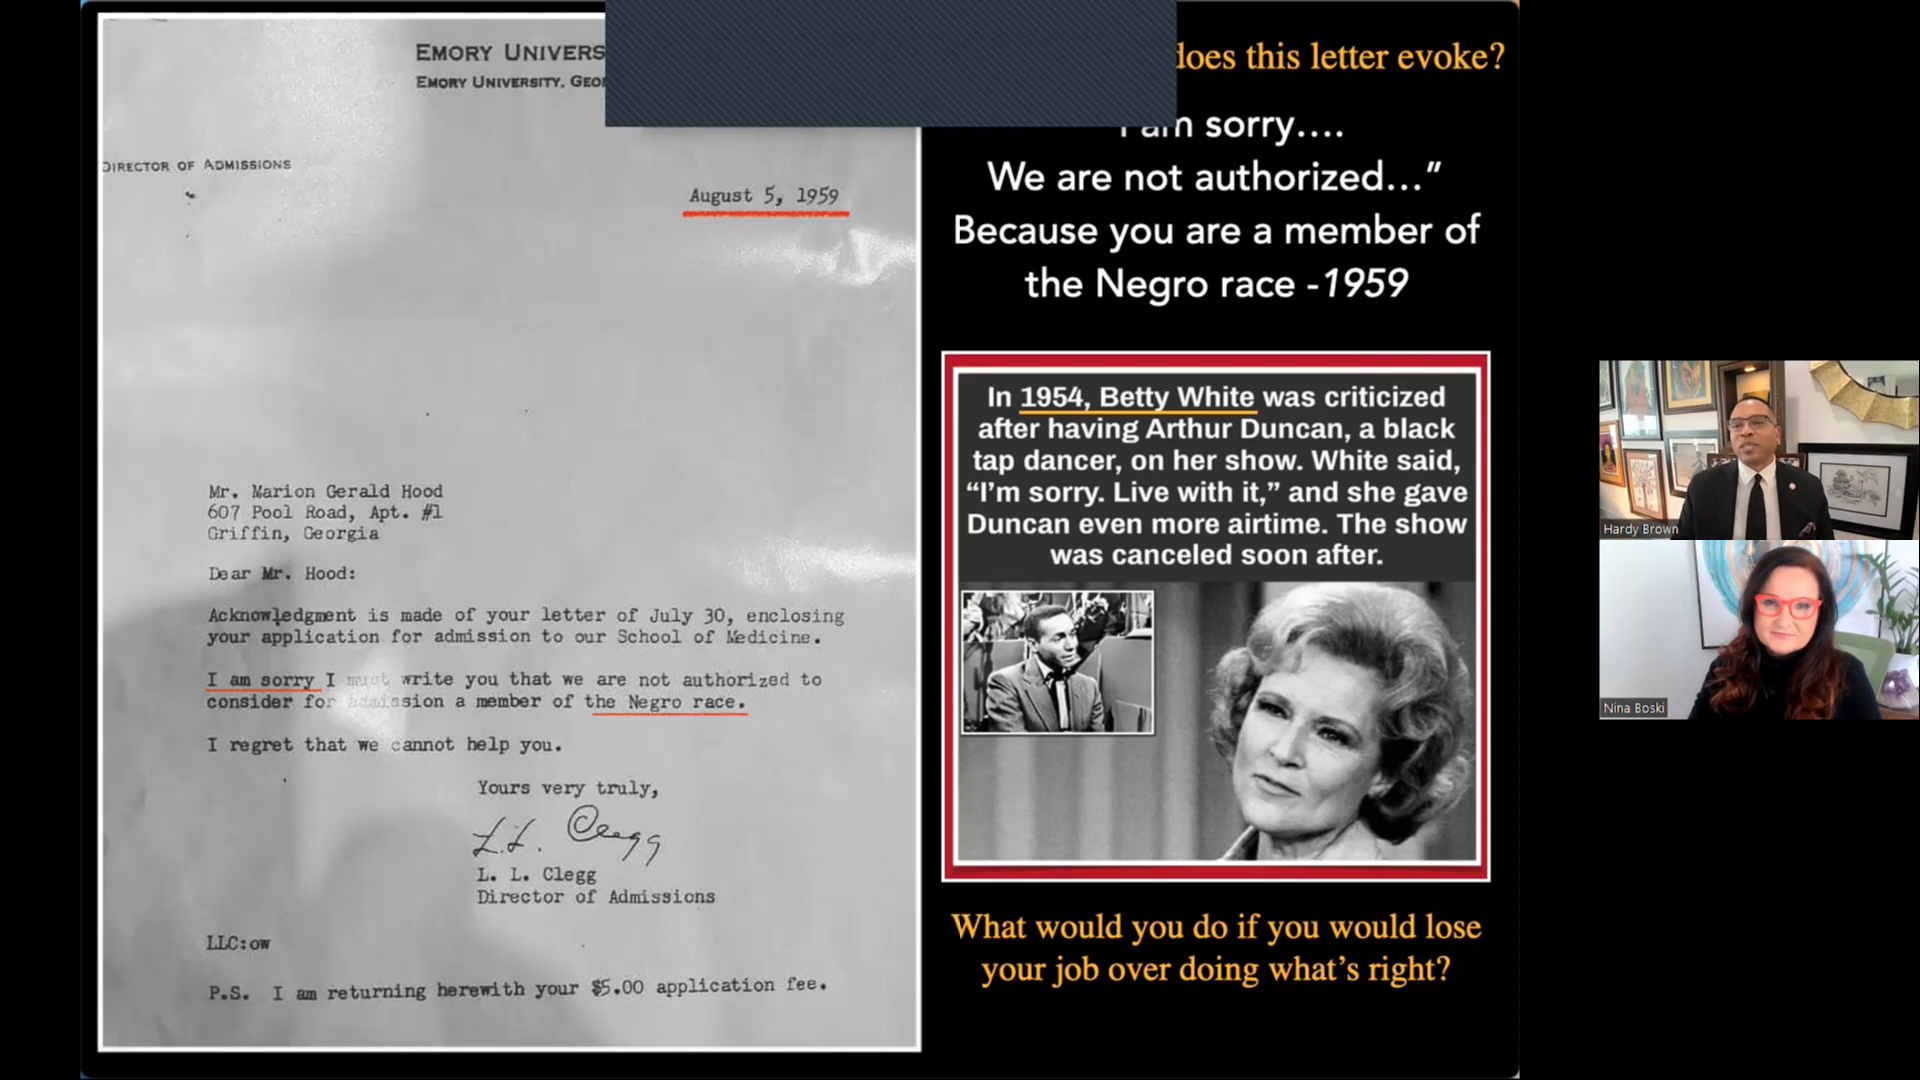 EMORY UNIVERS
EMORY UNIVERSITY, GEO
DIRECTOR OF ADMISSIONS
August 5, 1959
Mr. Marion Gerald Hood
607 Pool Road, Apt. #1
Griffin, Georgia
Dear Mr. Hood:
Acknowledgment is made of your letter of July 30, enclosing
your application for admission to our School of Medicine.
I am sorry I must write you that we are not authorized to
consider for admission a member of the Negro race.
I regret that we cannot help you.
Yours very truly,
L.L. Clegg
L. L. Clegg
Director of Admissions
LLC:ow
P.S. I am returning herewith your $5.00 application fee.
does this letter evoke?
I am sorry....
We are not authorized..."
Because you are a member of
the Negro race -1959
In 1954, Betty White was criticized
after having Arthur Duncan, a black
tap dancer, on her show. White said,
“I’m sorry. Live with it,” and she gave
Duncan even more airtime. The show
was canceled soon after.
What would you do if you would lose
your job over doing what’s right?
Hardy Brown
Nina Boski